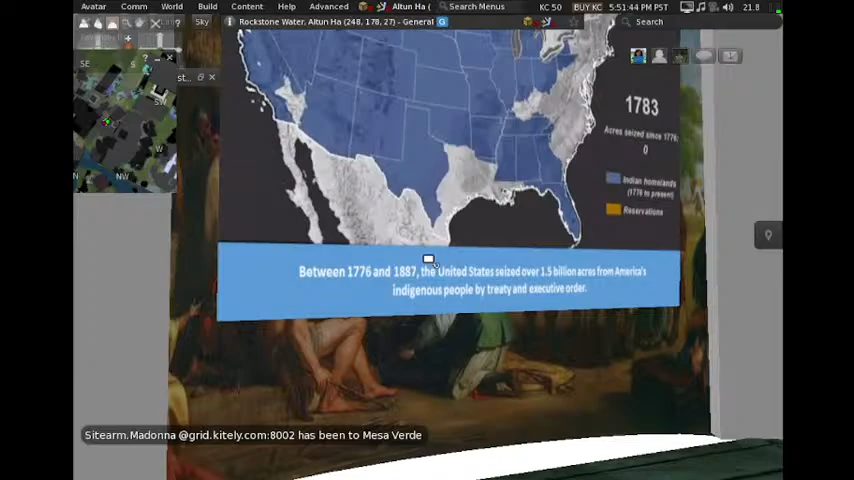 Avatar Comm World Build Content Help Advanced Altun Ha ( Search Menus KC 50 BUY KC 5:51:44 PM PST 21.8
Sky Rockstone Water, Altun Ha (248, 178, 27) - General G Search
SE S
SW
st...
W
N NW
1783
Acres seized since 1776:
0
Indian homelands
(1776 to present)
Reservations
Between 1776 and 1887, the United States seized over 1.5 billion acres from America's
indigenous people by treaty and executive order.
Sitearm.Madonna @grid.kitely.com:8002 has been to Mesa Verde